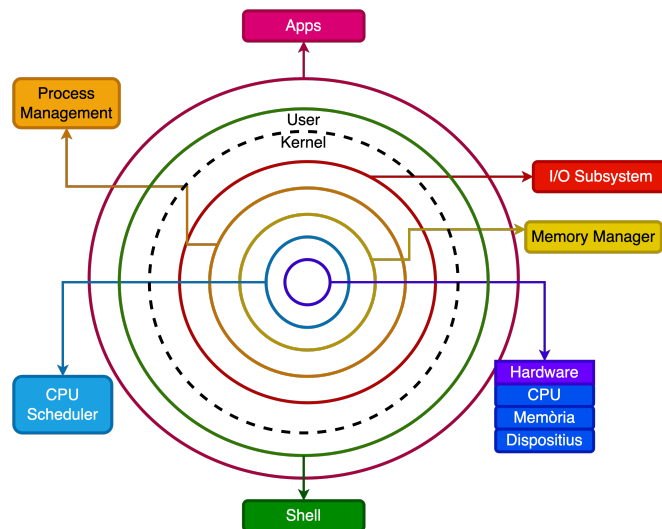 Apps
Process
Management
User
Kernel
I/O Subsystem
Memory Manager
Hardware
CPU
Memòria
Dispositius
CPU
Scheduler
Shell